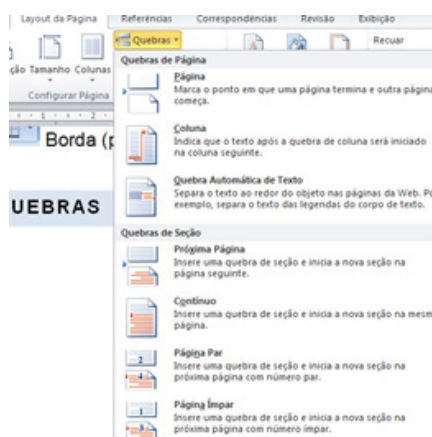 Layout da Página Referências Correspondências Revisão Exibição
Quebras Recuar
ção Tamanho Colunas
Configurar Página
Quebras de Página
Página
Marca o ponto em que uma página termina e outra página
começa.
Coluna
Indica que o texto após a quebra de coluna será iniciado
na coluna seguinte.
Borda (p
Quebra Automática de Texto
Separa o texto ao redor do objeto nas páginas da Web. Po
exemplo, separa o texto das legendas do corpo de texto.
UEBRAS
Quebras de Seção
Próxima Página
Insere uma quebra de seção e inicia a nova seção na
página seguinte.
Contínuo
Insere uma quebra de seção e inicia a nova seção na mesm
página.
Página Par
Insere uma quebra de seção e inicia a nova seção na
próxima página com número par.
Página Ímpar
Insere uma quebra de seção e inicia a nova seção na
próxima página com número ímpar.